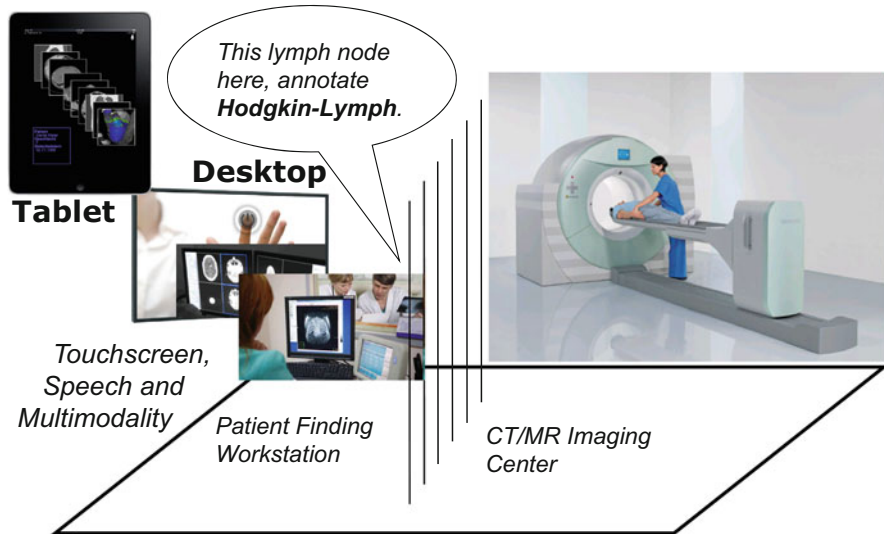 This lymph node
here, annotate
Hodgkin-Lymph.
Desktop
Tablet
Touchscreen,
Speech and
Multimodality
Patient Finding
Workstation
CT/MR Imaging
Center